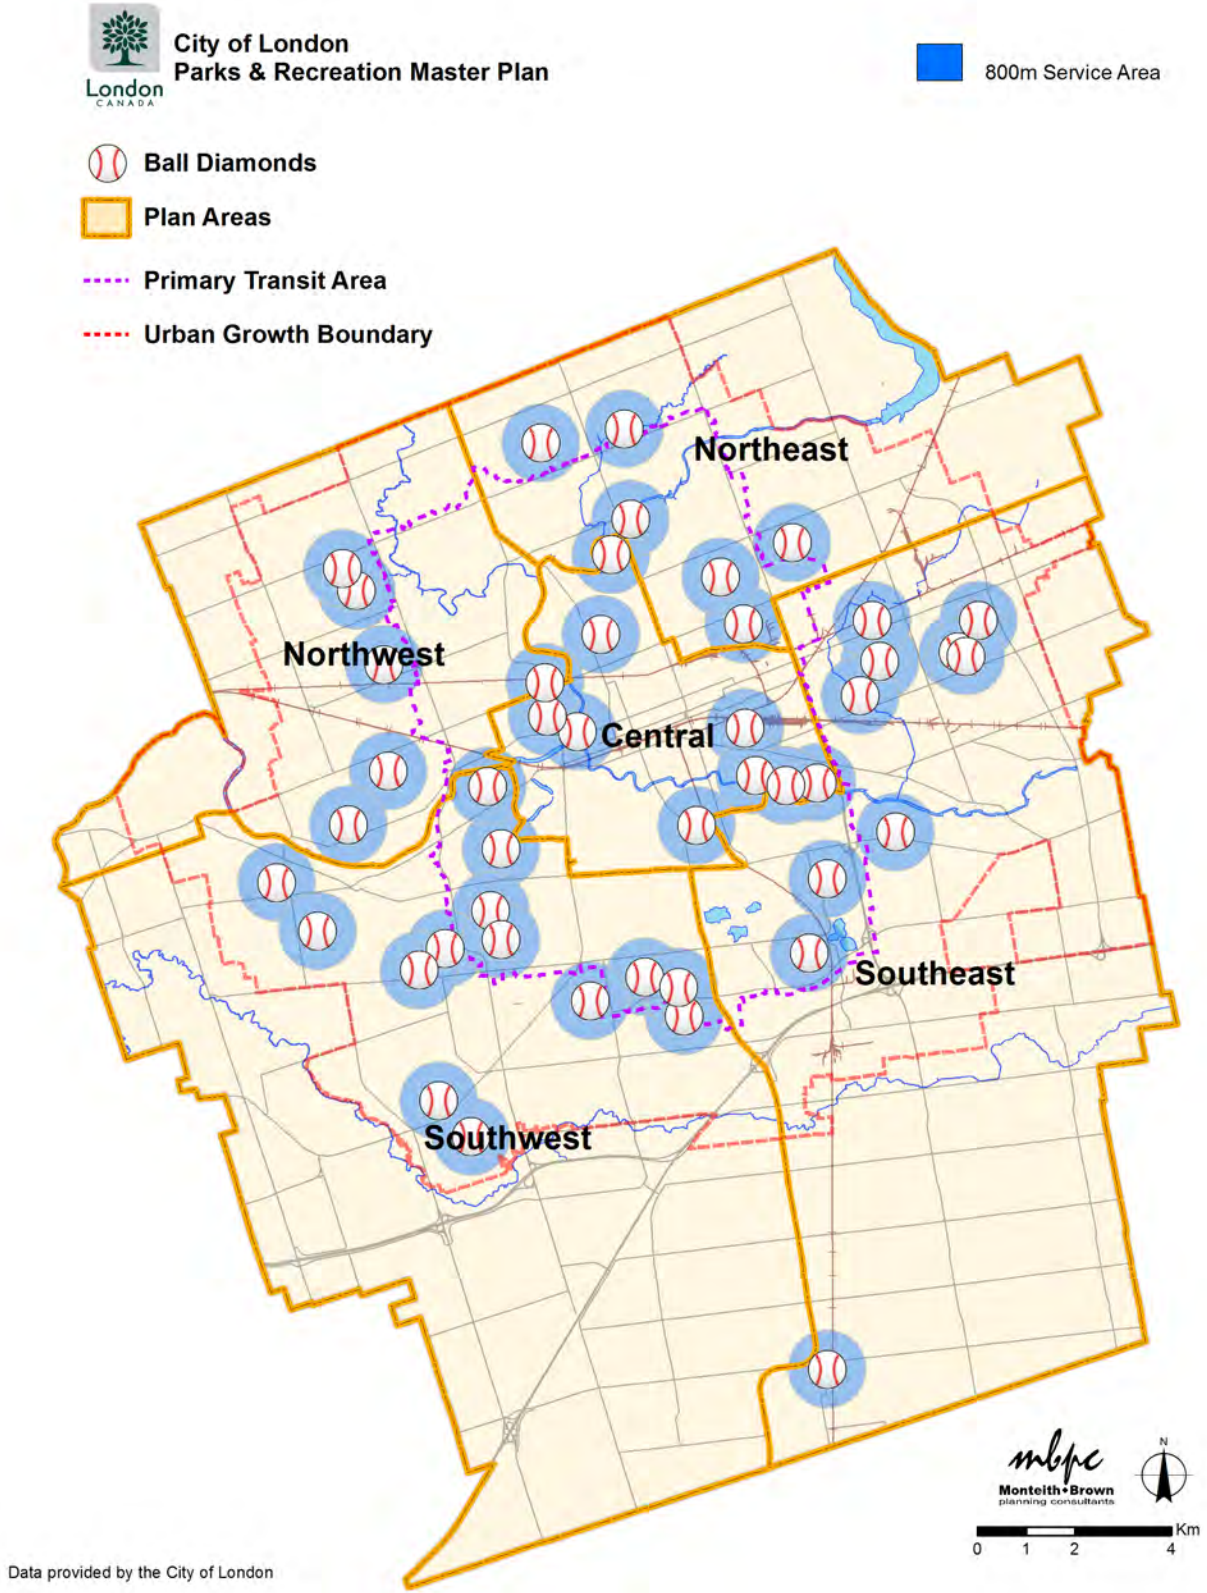 City of London
Parks & Recreation Master Plan
London
CANADA
800m Service Area
Ball Diamonds
Plan Areas
Primary Transit Area
Urban Growth Boundary
Northeast
Northwest
Central
Southeast
Southwest
mbpc
Monteith+Brown
planning consultants
N
Km
0 1 2 4
Data provided by the City of London